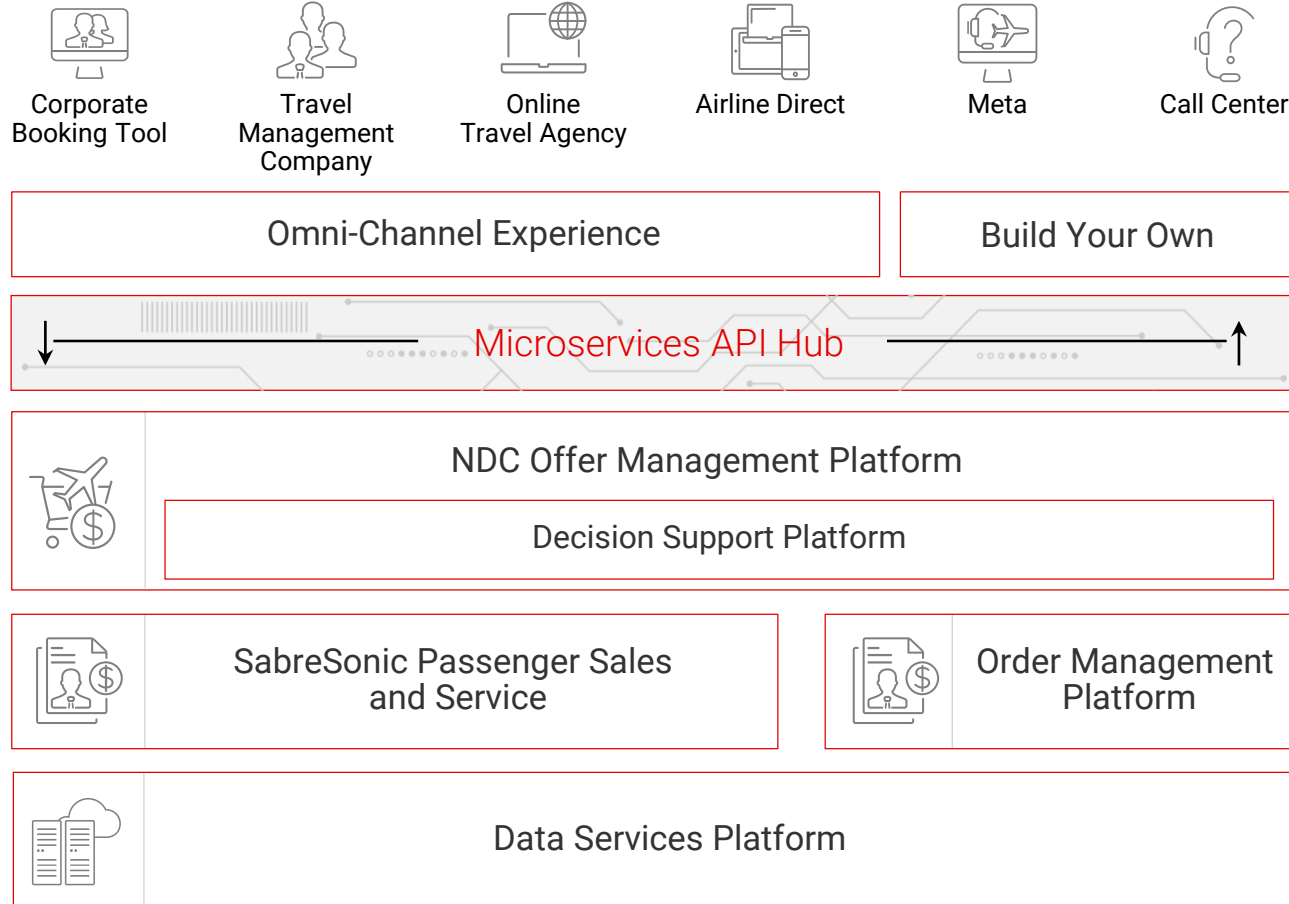 Corporate
Booking Tool
Travel
Management
Company
Online
Travel Agency
Airline Direct
Meta
Call Center
Omni-Channel Experience
Build Your Own
Microservices API Hub
NDC Offer Management Platform
Decision Support Platform
SabreSonic Passenger Sales
and Service
Order Management
Platform
Data Services Platform